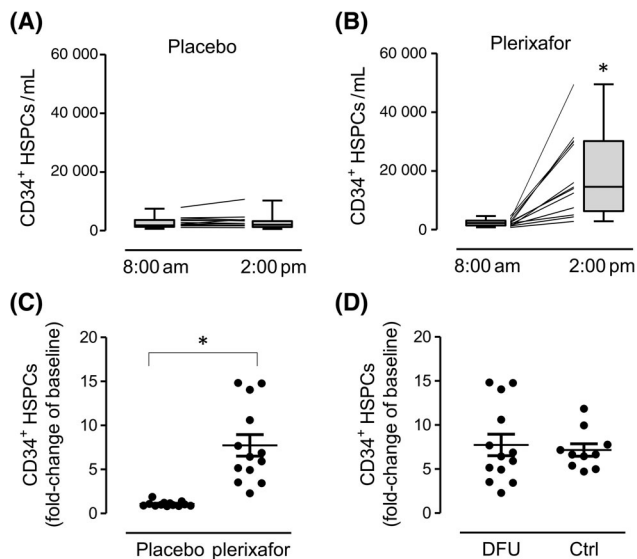 (A)
Placebo
CD34⁺ HSPCs/mL
60 000
40 000
20 000
0
8:00 am 2:00 pm
(B)
Plerixafor
CD34⁺ HSPCs/mL
60 000
40 000
20 000
0
*
8:00 am 2:00 pm
(C)
CD34⁺ HSPCs
(fold-change of baseline)
20
15
10
5
0
*
Placebo plerixafor
(D)
CD34⁺ HSPCs
(fold-change of baseline)
20
15
10
5
0
DFU Ctrl